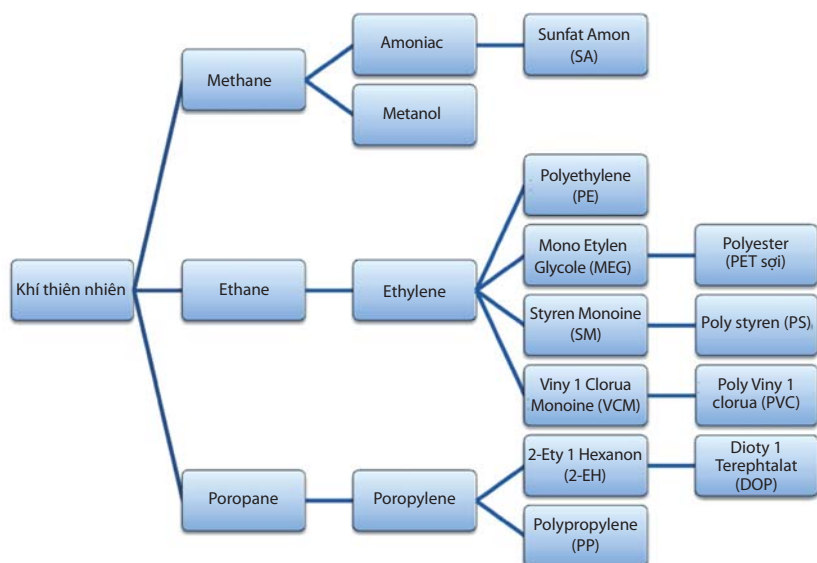 Amoniac
Sunfat Amon
(SA)
Methane
Metanol
Polyethylene
(PE)
Mono Etylen
Glycole (MEG)
Polyester
(PET sợi)
Khí thiên nhiên
Ethane
Ethylene
Styren Monoine
(SM)
Poly styren (PS)
Viny 1 Clorua
Monoine (VCM)
Poly Viny 1
clorua (PVC)
2-Ety 1 Hexanon
(2-EH)
Dioty 1
Terephtalat
(DOP)
Poropane
Poropylene
Polypropylene
(PP)